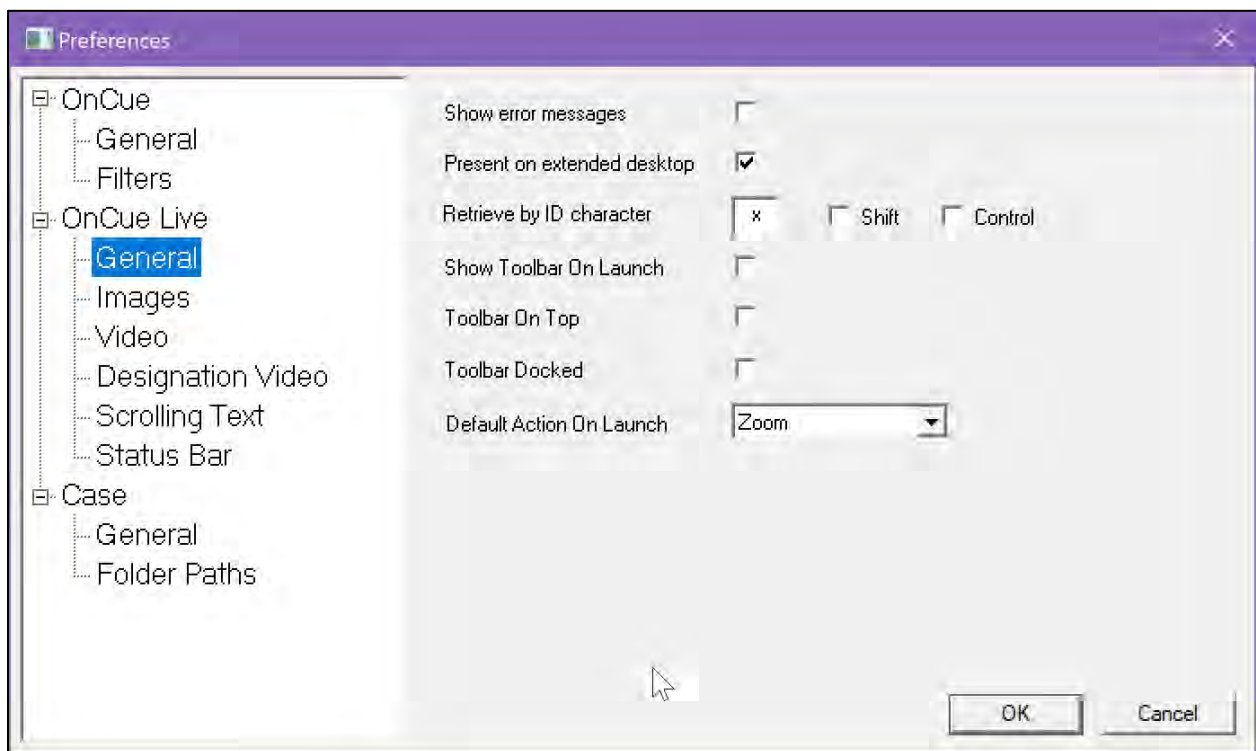 Preferences
OnCue
General
Filters
OnCue Live
General
Images
Video
Designation Video
Scrolling Text
Status Bar
Case
General
Folder Paths
Show error messages
Present on extended desktop
Retrieve by ID character x Shift Control
Show Toolbar On Launch
Toolbar On Top
Toolbar Docked
Default Action On Launch Zoom
OK Cancel